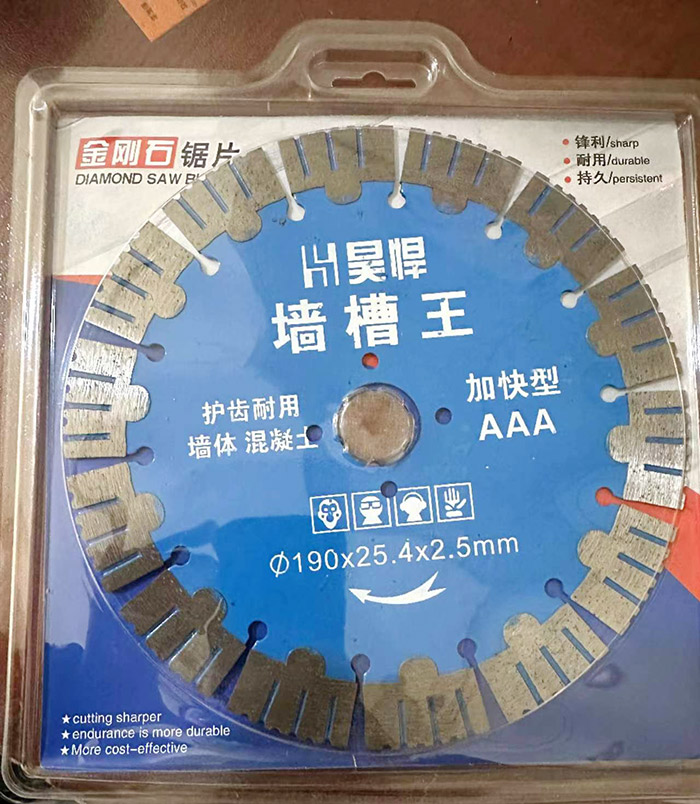 金刚石锯片
DIAMOND SAW
锋利/sharp
耐用/durable
持久/persistent
昊悍
墙槽王
护齿耐用
墙体 混凝土
加快型
AAA
Ø190x25.4x2.5mm
★cutting sharper
★endurance is more durable
★More cost-effective